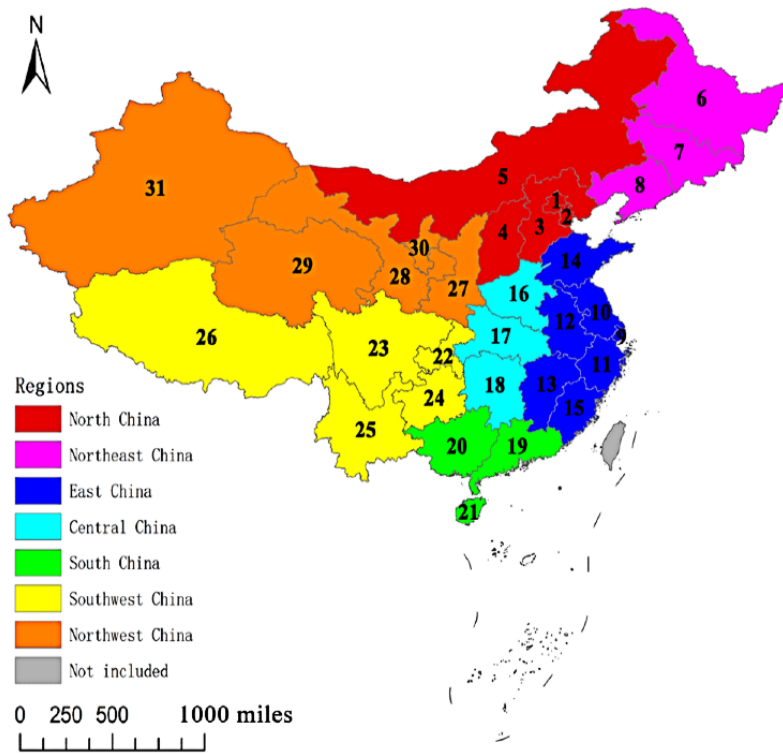 N
6
7
5
8
1
2
3
4
31
30
14
29
28
27
16
10
12
9
26
23
17
22
11
13
18
24
15
25
20
19
21
Regions
North China
Northeast China
East China
Central China
South China
Southwest China
Northwest China
Not included
0 250 500 1000 miles